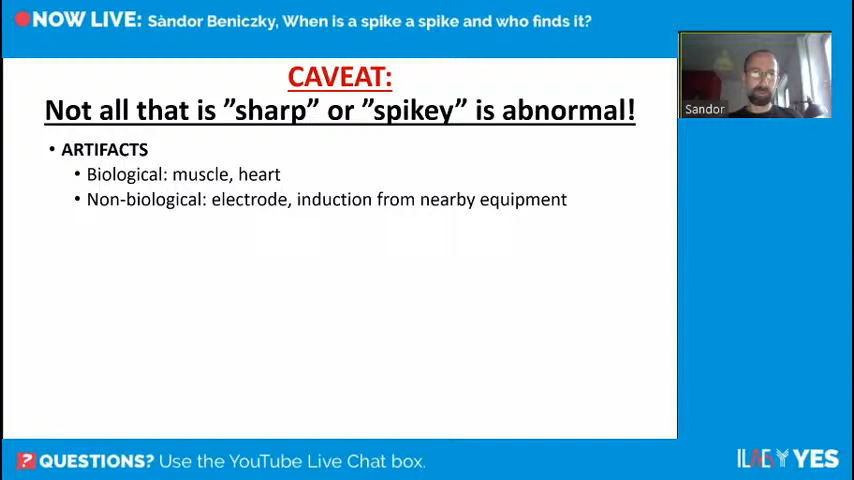 NOW LIVE: Sàndor Beniczky, When is a spike a spike and who finds it?
CAVEAT:
Not all that is ”sharp” or ”spikey” is abnormal!
Sandor
• ARTIFACTS
• Biological: muscle, heart
• Non-biological: electrode, induction from nearby equipment
? QUESTIONS? Use the YouTube Live Chat box.
ILAE YES